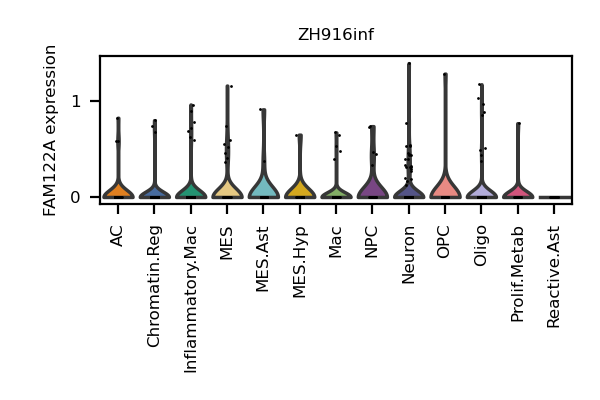 ZH916inf
FAM122A expression
1
0
AC
Chromatin.Reg
Inflammatory.Mac
MES
MES.Ast
MES.Hyp
Mac
NPC
Neuron
OPC
Oligo
Prolif.Metab
Reactive.Ast